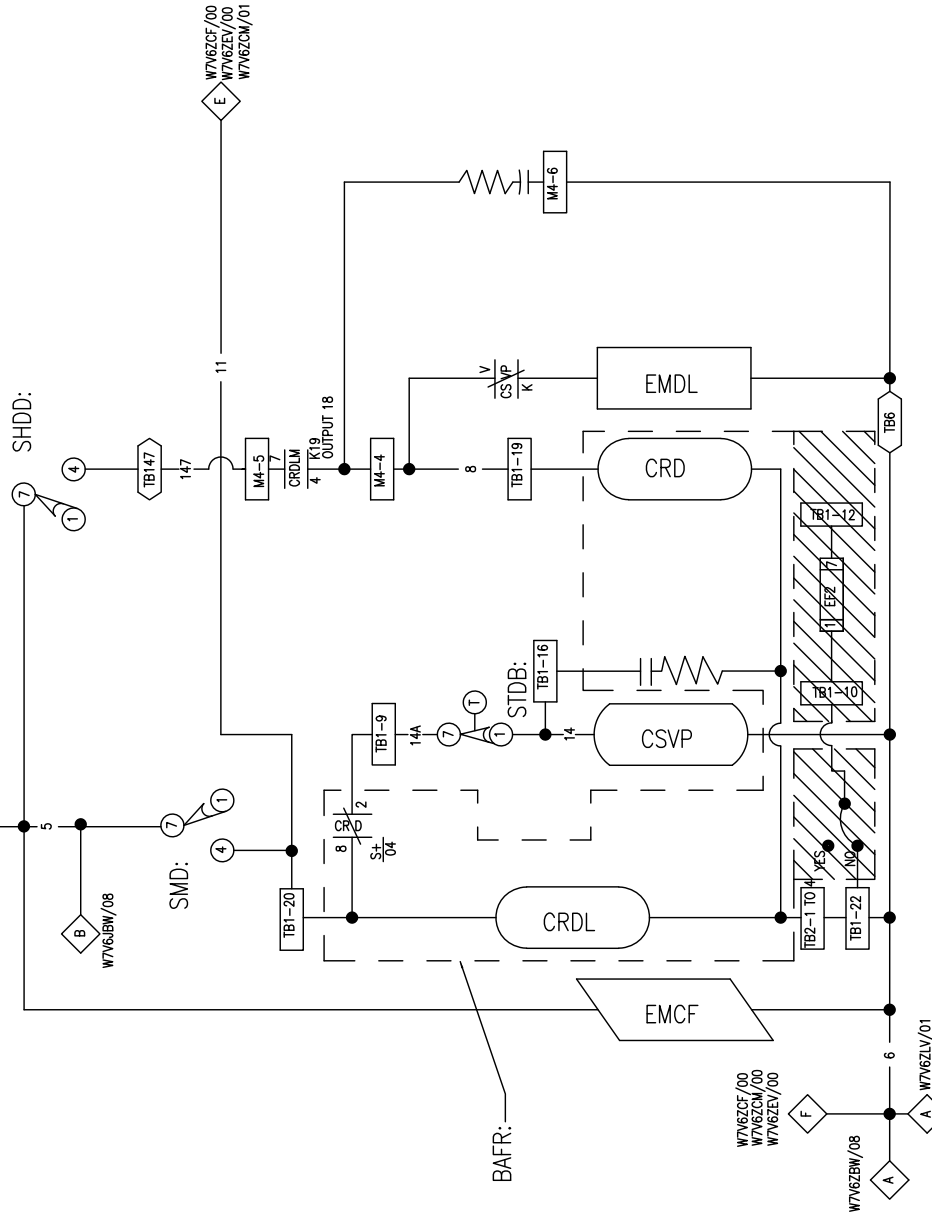 SHDD:
7
1
4
TB147
147
W7V6ZCF/00
W7V6ZEV/00
W7V6ZCM/01
E
11
5
B
W7V6JBW/08
SMD:
7
1
4
TB1-20
M4-5
7
CRDLM
4
K19
OUTPUT 18
M4-4
8
TB1-19
CRD
M4-6
V
CSVP
K
EMDL
TB6
8
CRD
2
S+
04
TB1-9
14A
7
T
1
STDB:
TB1-16
14
CSVP
CRDL
EMCF
BAFR:
TB1-12
7
EF2
1
TB1-10
YES
NO
TB2-1 TO 4
TB1-22
6
W7V6ZCF/00
W7V6ZCM/00
W7V6ZEV/00
F
W7V6ZBW/08
A
A
W7V6ZLV/01